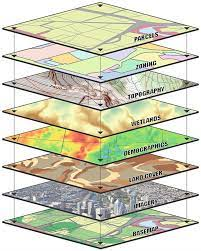 PARCELS
ZONING
TOPOGRAPHY
WETLANDS
DEMOGRAPHICS
LAND COVER
IMAGERY
BASEMAP